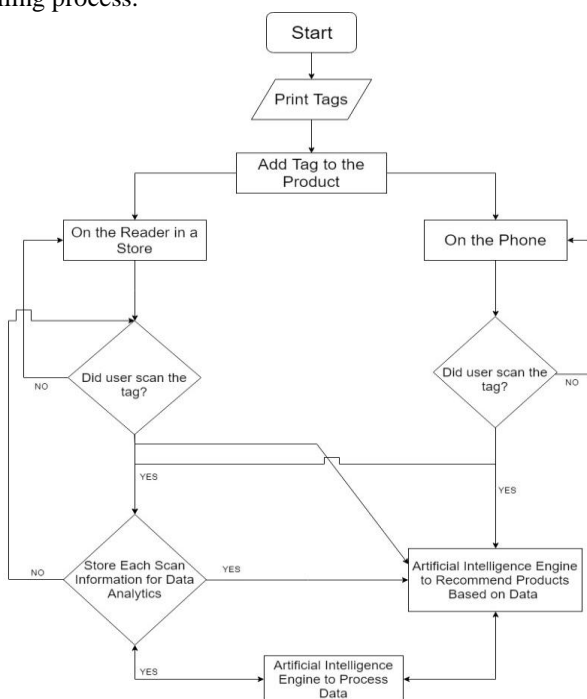 ning process.
Start
Print Tags
Add Tag to the
Product
On the Reader in a
Store
On the Phone
Did user scan the
tag?
Did user scan the
tag?
NO
NO
YES
YES
Store Each Scan
Information for Data
Analytics
NO
YES
Artificial Intelligence Engine
to Recommend Products
Based on Data
YES
Artificial Intelligence
Engine to Process
Data